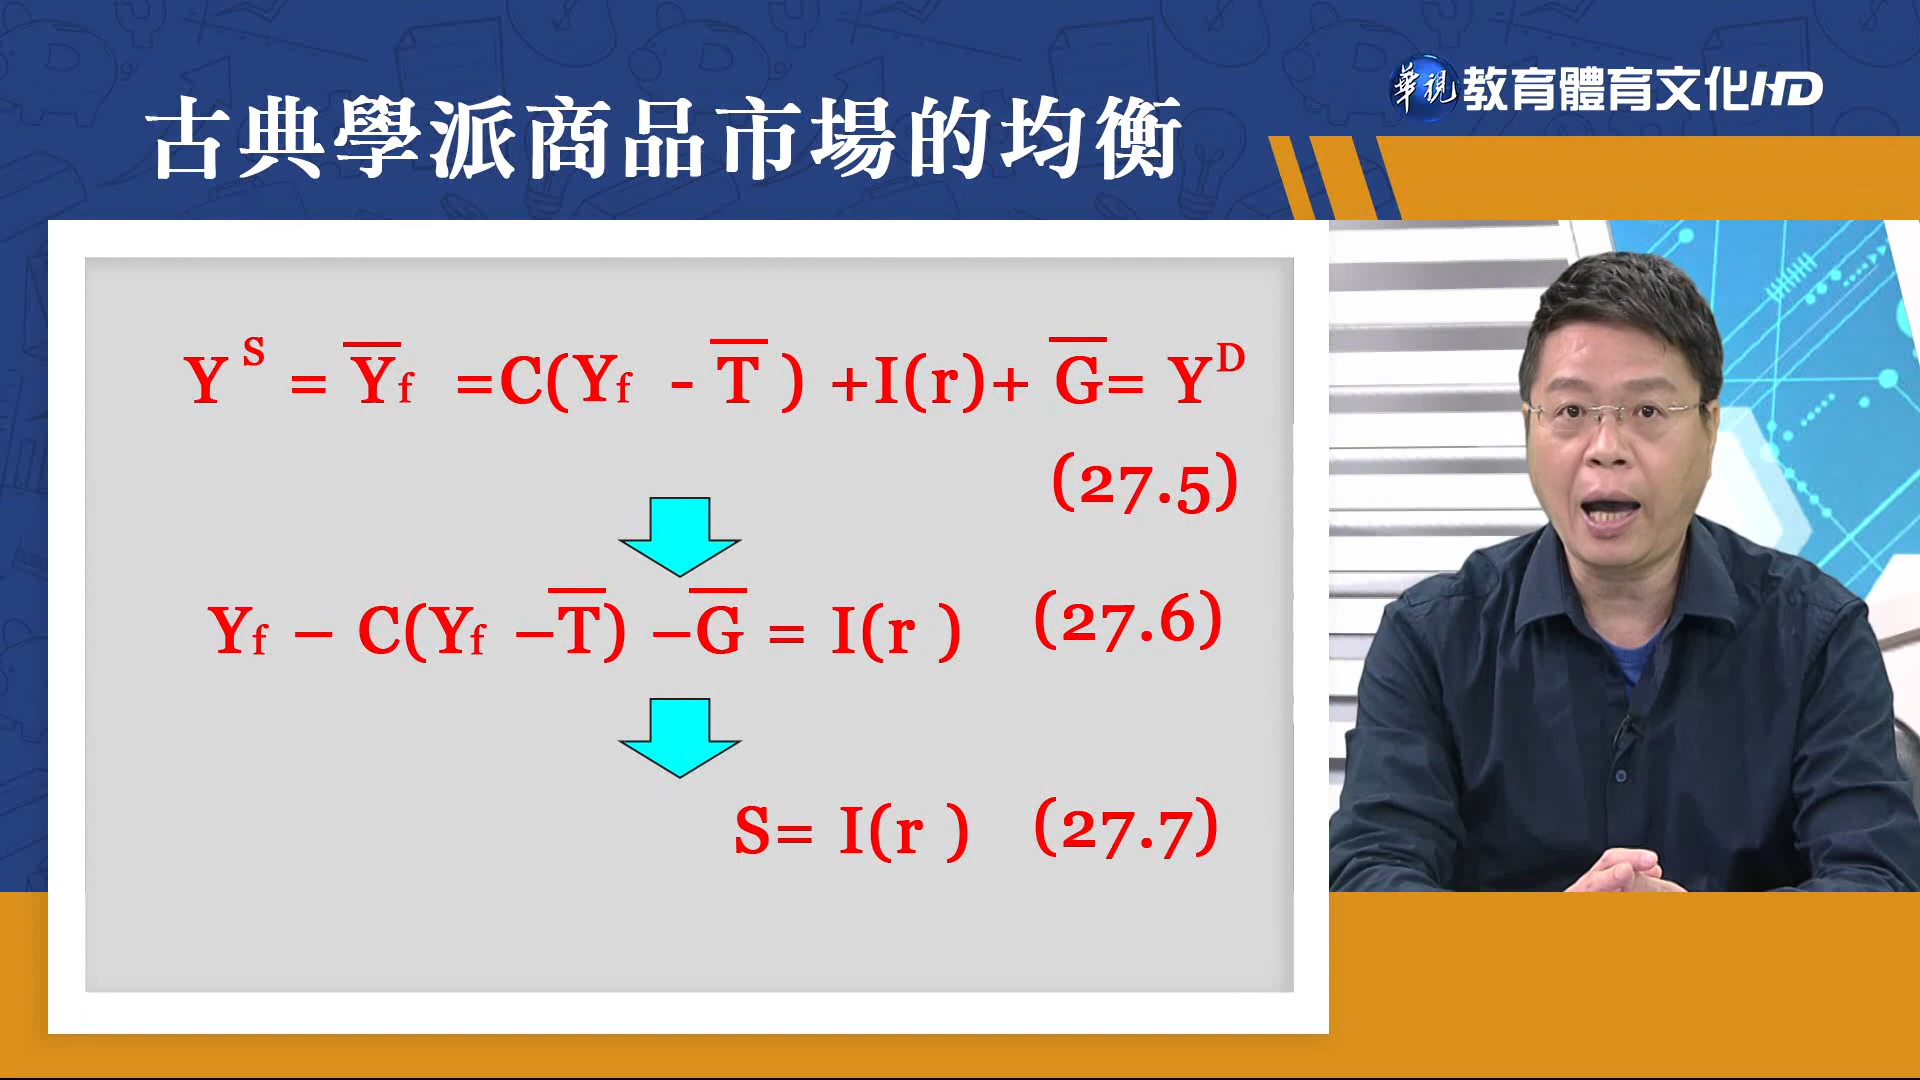 華視 教育體育文化HD
古典學派商品市場的均衡
Y^S = Y̅f =C(Yf - T̅ ) +I(r)+ G̅= Y^D
(27.5)
Yf – C(Yf –T̅) –G̅ = I(r ) (27.6)
S= I(r ) (27.7)